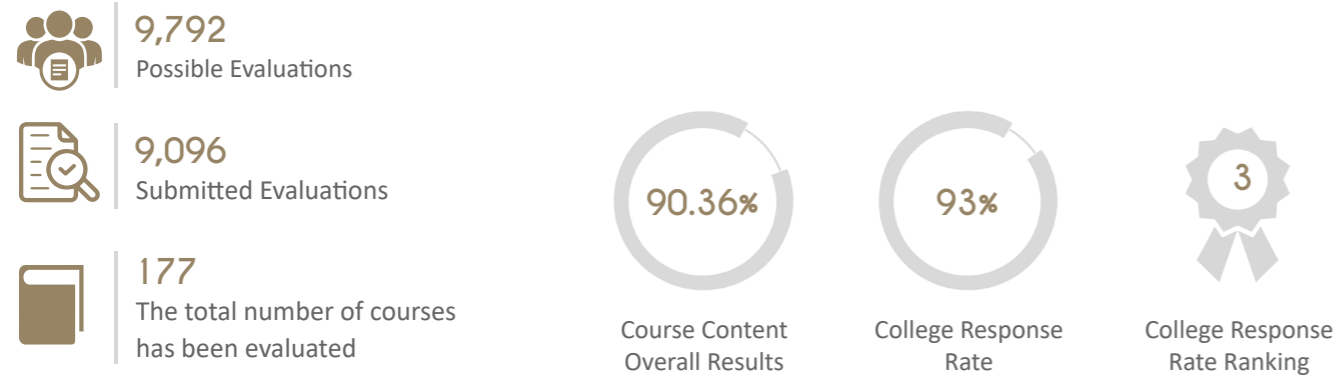 9,792
Possible Evaluations
9,096
Submitted Evaluations
177
The total number of courses
has been evaluated
90.36%
Course Content
Overall Results
93%
College Response
Rate
3
College Response
Rate Ranking